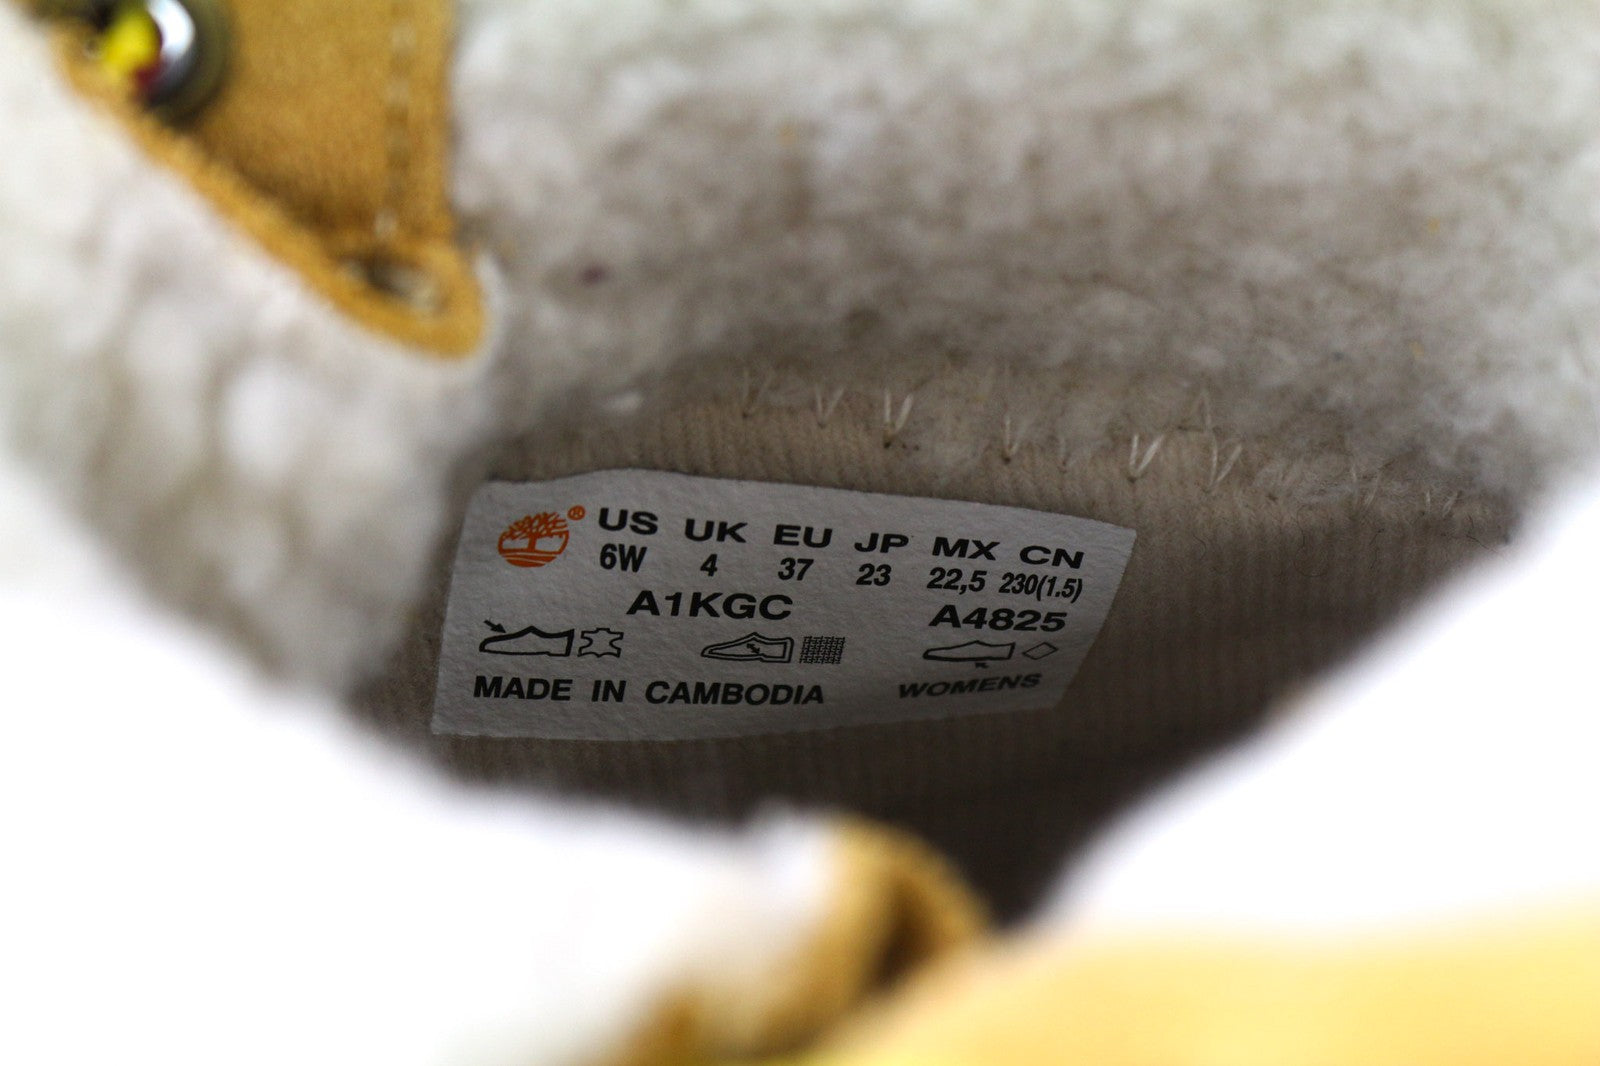 ® US UK EU JP MX CN
6W 4 37 23 22,5 230(1.5)
A1KGC A4825
MADE IN CAMBODIA WOMENS